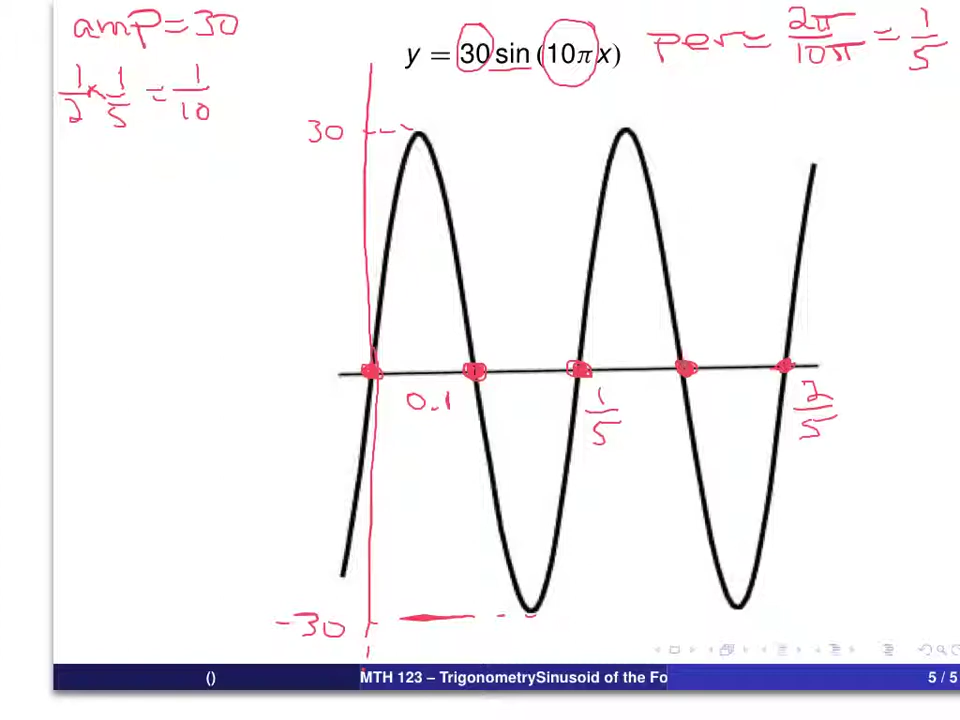 amp=30
y = 30 sin (10πx)
per= 2π/10π = 1/5
1/2 × 1/5 = 1/10
30
0.1
1/5
2/5
-30
()
MTH 123 – TrigonometrySinusoid of the Fo
5 / 5